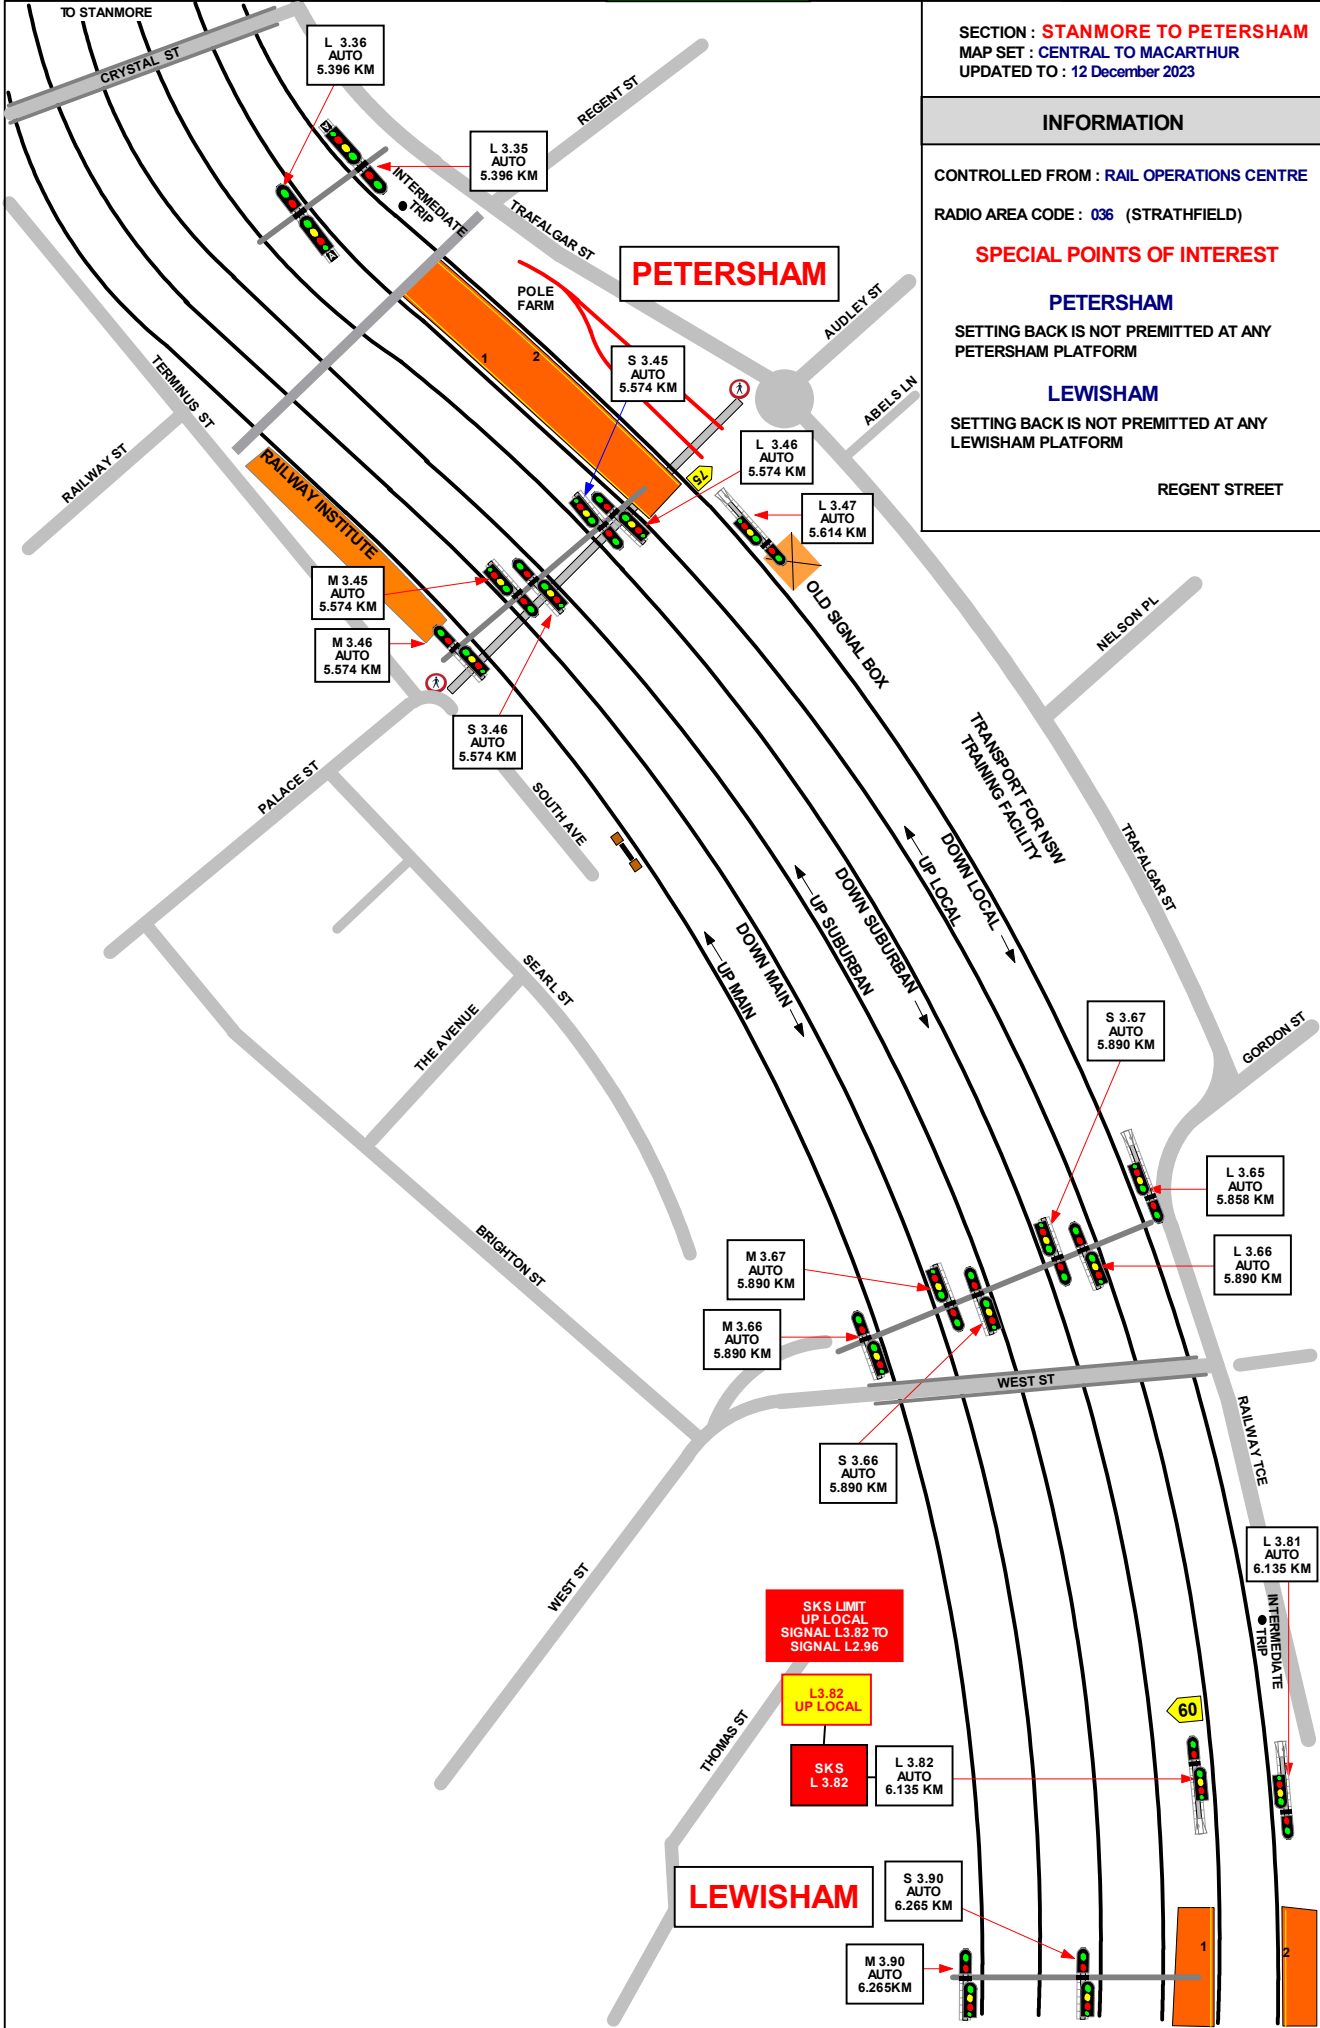 TO STANMORE
CRYSTAL ST
L 3.36
AUTO
5.396 KM
REGENT ST
L 3.35
AUTO
5.396 KM
INTERMEDIATE
TRIP
TRAFALGAR ST
SECTION : STANMORE TO PETERSHAM
MAP SET : CENTRAL TO MACARTHUR
UPDATED TO : 12 December 2023
INFORMATION
CONTROLLED FROM : RAIL OPERATIONS CENTRE
RADIO AREA CODE : 036 (STRATHFIELD)
SPECIAL POINTS OF INTEREST
PETERSHAM
SETTING BACK IS NOT PREMITTED AT ANY
PETERSHAM PLATFORM
LEWISHAM
SETTING BACK IS NOT PREMITTED AT ANY
LEWISHAM PLATFORM
REGENT STREET
PETERSHAM
POLE
FARM
AUDLEY ST
1
2
S 3.45
AUTO
5.574 KM
TERMINUS ST
ABELS LN
RAILWAY ST
RAILWAY INSTITUTE
L 3.46
AUTO
5.574 KM
75
L 3.47
AUTO
5.614 KM
OLD SIGNAL BOX
M 3.45
AUTO
5.574 KM
M 3.46
AUTO
5.574 KM
S 3.46
AUTO
5.574 KM
NELSON PL
PALACE ST
SOUTH AVE
TRANSPORT FOR NSW
TRAINING FACILITY
TRAFALGAR ST
DOWN LOCAL
UP LOCAL
DOWN SUBURBAN
UP SUBURBAN
DOWN MAIN
UP MAIN
SEARL ST
THE AVENUE
S 3.67
AUTO
5.890 KM
GORDON ST
L 3.65
AUTO
5.858 KM
BRIGHTON ST
M 3.67
AUTO
5.890 KM
L 3.66
AUTO
5.890 KM
M 3.66
AUTO
5.890 KM
WEST ST
RAILWAY TCE
S 3.66
AUTO
5.890 KM
WEST ST
L 3.81
AUTO
6.135 KM
INTERMEDIATE
TRIP
SKS LIMIT
UP LOCAL
SIGNAL L3.82 TO
SIGNAL L2.96
L3.82
UP LOCAL
60
THOMAS ST
SKS
L 3.82
L 3.82
AUTO
6.135 KM
LEWISHAM
S 3.90
AUTO
6.265 KM
M 3.90
AUTO
6.265KM
1
2